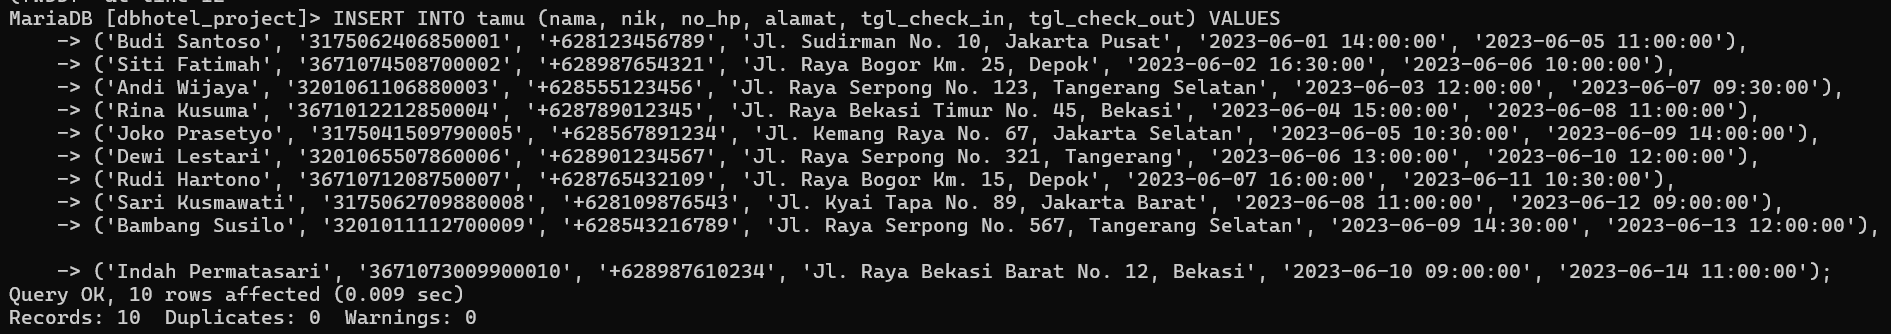 MariaDB [dbhotel_project]> INSERT INTO tamu (nama, nik, no_hp, alamat, tgl_check_in, tgl_check_out) VALUES
    -> ('Budi Santoso', '3175062406850001', '+628123456789', 'Jl. Sudirman No. 10, Jakarta Pusat', '2023-06-01 14:00:00', '2023-06-05 11:00:00'),
    -> ('Siti Fatimah', '3671074508700002', '+628987654321', 'Jl. Raya Bogor Km. 25, Depok', '2023-06-02 16:30:00', '2023-06-06 10:00:00'),
    -> ('Andi Wijaya', '3201061106880003', '+628555123456', 'Jl. Raya Serpong No. 123, Tangerang Selatan', '2023-06-03 12:00:00', '2023-06-07 09:30:00'),
    -> ('Rina Kusuma', '3671012212850004', '+628789012345', 'Jl. Raya Bekasi Timur No. 45, Bekasi', '2023-06-04 15:00:00', '2023-06-08 11:00:00'),
    -> ('Joko Prasetyo', '3175041509790005', '+628567891234', 'Jl. Kemang Raya No. 67, Jakarta Selatan', '2023-06-05 10:30:00', '2023-06-09 14:00:00'),
    -> ('Dewi Lestari', '3201065507860006', '+628901234567', 'Jl. Raya Serpong No. 321, Tangerang', '2023-06-06 13:00:00', '2023-06-10 12:00:00'),
    -> ('Rudi Hartono', '3671071208750007', '+628765432109', 'Jl. Raya Bogor Km. 15, Depok', '2023-06-07 16:00:00', '2023-06-11 10:30:00'),
    -> ('Sari Kusmawati', '3175062709880008', '+628109876543', 'Jl. Kyai Tapa No. 89, Jakarta Barat', '2023-06-08 11:00:00', '2023-06-12 09:00:00'),
    -> ('Bambang Susilo', '3201011112700009', '+628543216789', 'Jl. Raya Serpong No. 567, Tangerang Selatan', '2023-06-09 14:30:00', '2023-06-13 12:00:00'),
    -> ('Indah Permatasari', '3671073009900010', '+628987610234', 'Jl. Raya Bekasi Barat No. 12, Bekasi', '2023-06-10 09:00:00', '2023-06-14 11:00:00');
Query OK, 10 rows affected (0.009 sec)
Records: 10  Duplicates: 0  Warnings: 0